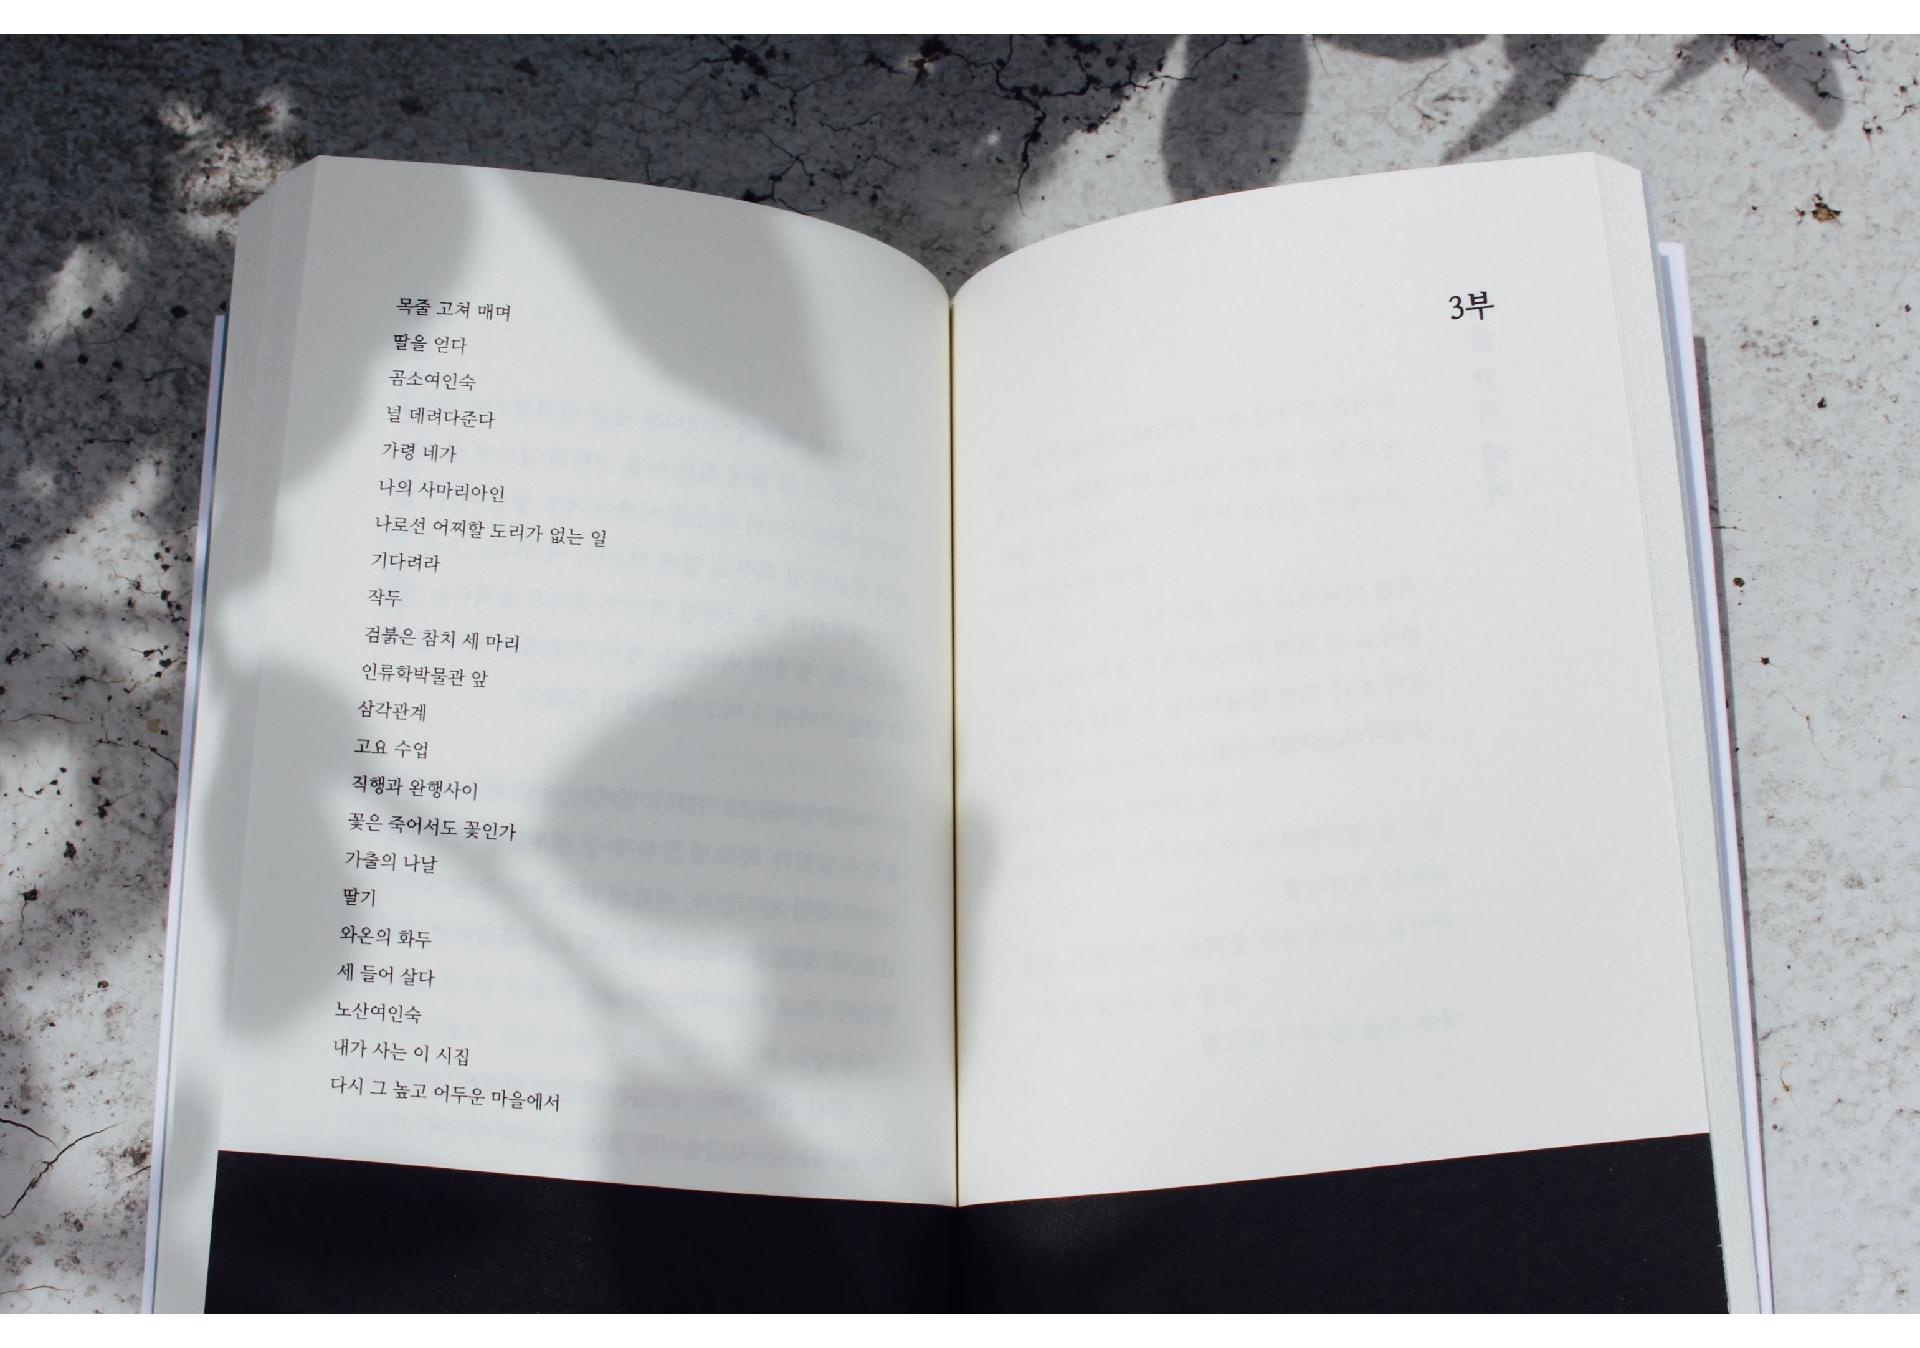 목줄 고쳐 매며
딸을 얻다
곰소여인숙
널 데려다준다
가령 네가
나의 사마리아인
나로선 어찌할 도리가 없는 일
기다려라
작두
검붉은 참치 세 마리
인류학박물관 앞
삼각관계
고요 수업
직행과 완행사이
꽃은 죽어서도 꽃인가
가출의 나날
딸기
와온의 화두
세 들어 살다
노산여인숙
내가 사는 이 시집
다시 그 높고 어두운 마을에서
3부